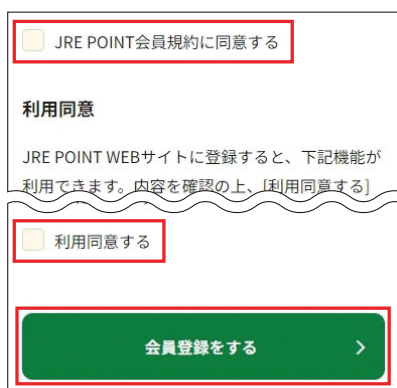 JRE POINT会員規約に同意する
利用同意
JRE POINT WEBサイトに登録すると、下記機能が
利用できます。内容を確認の上、[利用同意する]
利用同意する
会員登録をする